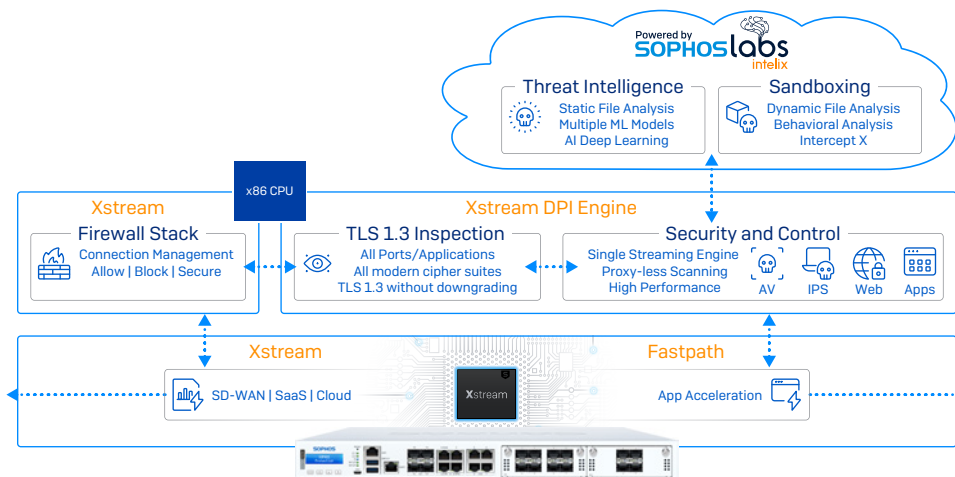 Powered by
SOPHOSlabs
intelix
Threat Intelligence
Static File Analysis
Multiple ML Models
AI Deep Learning
Sandboxing
Dynamic File Analysis
Behavioral Analysis
Intercept X
x86 CPU
Xstream
Firewall Stack
Connection Management
Allow | Block | Secure
Xstream DPI Engine
TLS 1.3 Inspection
All Ports/Applications
All modern cipher suites
TLS 1.3 without downgrading
Security and Control
Single Streaming Engine
Proxy-less Scanning
High Performance
AV
IPS
Web
Apps
Xstream
Fastpath
SD-WAN | SaaS | Cloud
Xstream
App Acceleration
SOPHOS